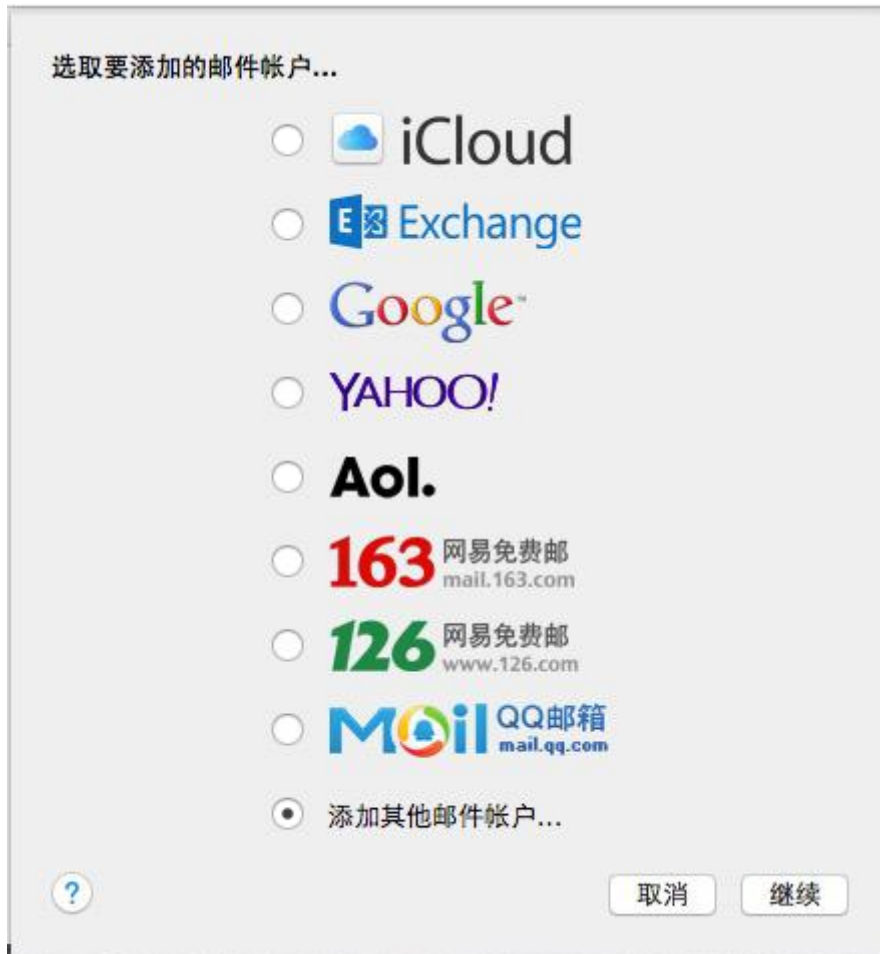 选取要添加的邮件帐户...
iCloud
E Exchange
Google™
YAHOO!
Aol.
163 网易免费邮
mail.163.com
126 网易免费邮
www.126.com
Mail QQ邮箱
mail.qq.com
添加其他邮件帐户...
? 取消 继续